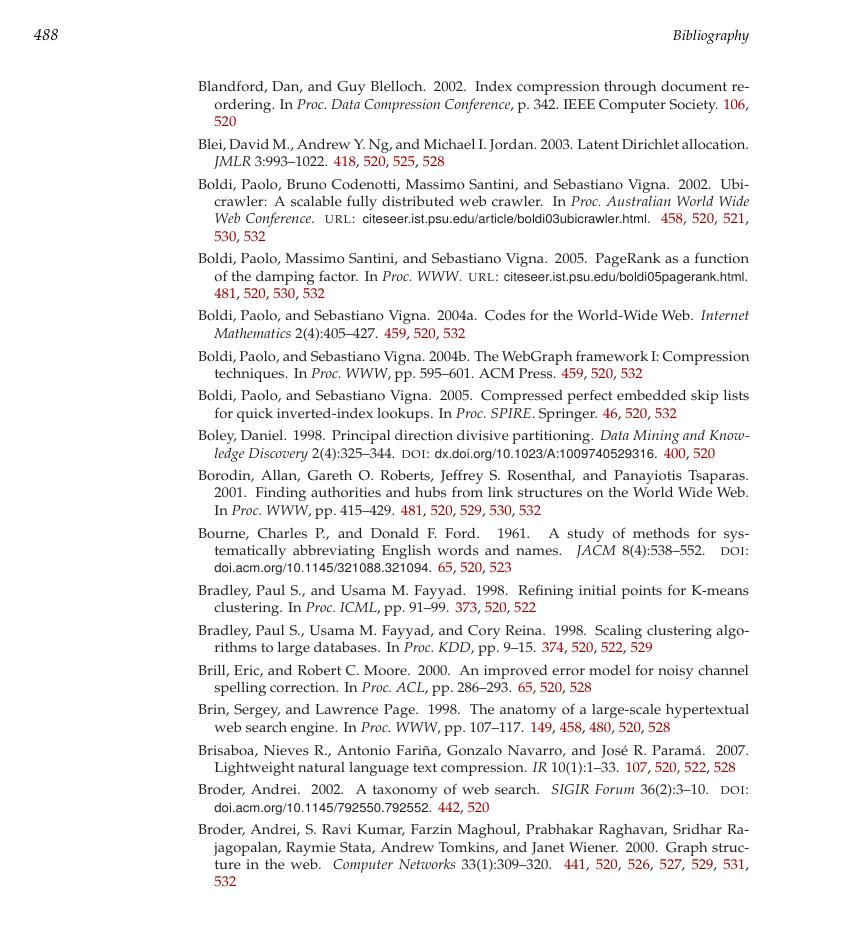 488
Bibliography
Blandford, Dan, and Guy Blelloch. 2002. Index compression through document re-
ordering. In Proc. Data Compression Conference, p. 342. IEEE Computer Society. 106,
520
Blei, David M., Andrew Y. Ng, and Michael I. Jordan. 2003. Latent Dirichlet allocation.
JMLR 3:993–1022. 418, 520, 525, 528
Boldi, Paolo, Bruno Codenotti, Massimo Santini, and Sebastiano Vigna. 2002. Ubi-
crawler: A scalable fully distributed web crawler. In Proc. Australian World Wide
Web Conference. URL: citeseer.ist.psu.edu/article/boldi03ubicrawler.html. 458, 520, 521,
530, 532
Boldi, Paolo, Massimo Santini, and Sebastiano Vigna. 2005. PageRank as a function
of the damping factor. In Proc. WWW. URL: citeseer.ist.psu.edu/boldi05pagerank.html.
481, 520, 530, 532
Boldi, Paolo, and Sebastiano Vigna. 2004a. Codes for the World-Wide Web. Internet
Mathematics 2(4):405–427. 459, 520, 532
Boldi, Paolo, and Sebastiano Vigna. 2004b. The WebGraph framework I: Compression
techniques. In Proc. WWW, pp. 595–601. ACM Press. 459, 520, 532
Boldi, Paolo, and Sebastiano Vigna. 2005. Compressed perfect embedded skip lists
for quick inverted-index lookups. In Proc. SPIRE. Springer. 46, 520, 532
Boley, Daniel. 1998. Principal direction divisive partitioning. Data Mining and Know-
ledge Discovery 2(4):325–344. DOI: dx.doi.org/10.1023/A:1009740529316. 400, 520
Borodin, Allan, Gareth O. Roberts, Jeffrey S. Rosenthal, and Panayiotis Tsaparas.
2001. Finding authorities and hubs from link structures on the World Wide Web.
In Proc. WWW, pp. 415–429. 481, 520, 529, 530, 532
Bourne, Charles P., and Donald F. Ford. 1961. A study of methods for sys-
tematically abbreviating English words and names. JACM 8(4):538–552. DOI:
doi.acm.org/10.1145/321088.321094. 65, 520, 523
Bradley, Paul S., and Usama M. Fayyad. 1998. Refining initial points for K-means
clustering. In Proc. ICML, pp. 91–99. 373, 520, 522
Bradley, Paul S., Usama M. Fayyad, and Cory Reina. 1998. Scaling clustering algo-
rithms to large databases. In Proc. KDD, pp. 9–15. 374, 520, 522, 529
Brill, Eric, and Robert C. Moore. 2000. An improved error model for noisy channel
spelling correction. In Proc. ACL, pp. 286–293. 65, 520, 528
Brin, Sergey, and Lawrence Page. 1998. The anatomy of a large-scale hypertextual
web search engine. In Proc. WWW, pp. 107–117. 149, 458, 480, 520, 528
Brisaboa, Nieves R., Antonio Fariña, Gonzalo Navarro, and José R. Paramá. 2007.
Lightweight natural language text compression. IR 10(1):1–33. 107, 520, 522, 528
Broder, Andrei. 2002. A taxonomy of web search. SIGIR Forum 36(2):3–10. DOI:
doi.acm.org/10.1145/792550.792552. 442, 520
Broder, Andrei, S. Ravi Kumar, Farzin Maghoul, Prabhakar Raghavan, Sridhar Ra-
jagopalan, Raymie Stata, Andrew Tomkins, and Janet Wiener. 2000. Graph struc-
ture in the web. Computer Networks 33(1):309–320. 441, 520, 526, 527, 529, 531,
532